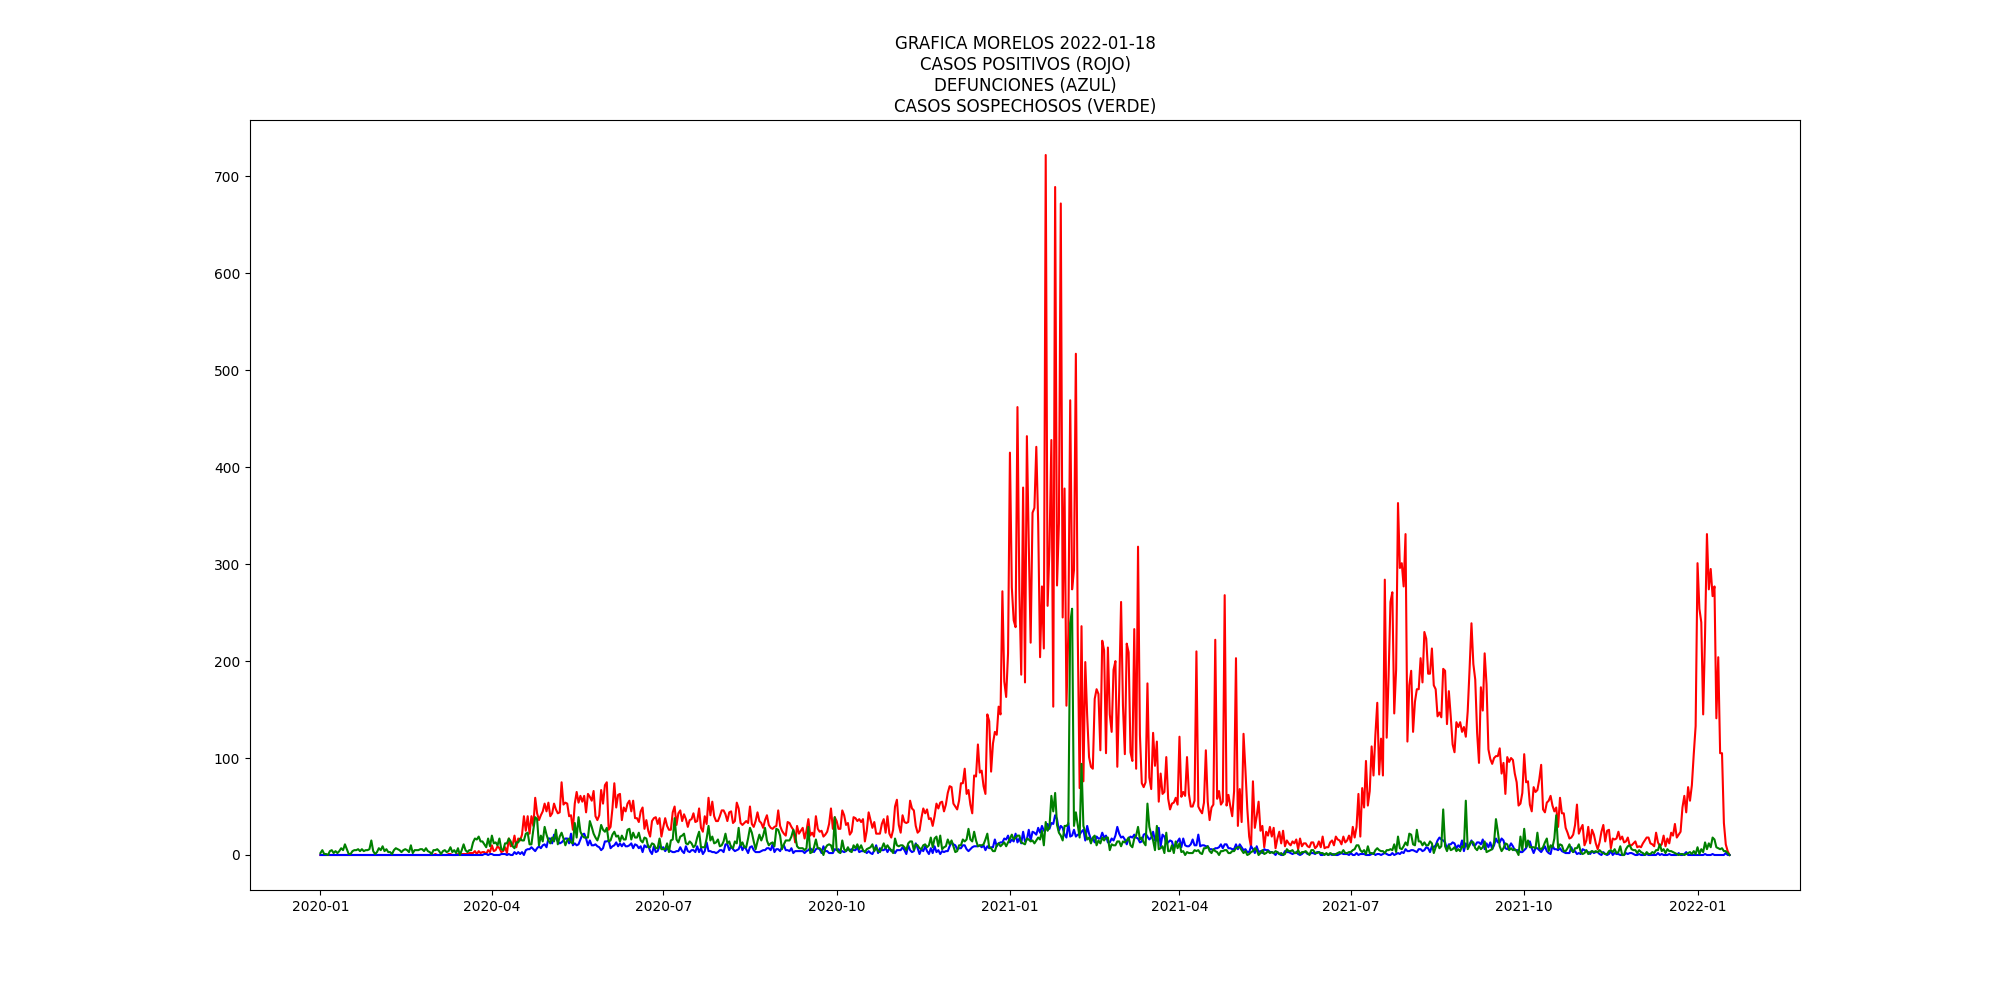 GRAFICA MORELOS 2022-01-18
CASOS POSITIVOS (ROJO)
DEFUNCIONES (AZUL)
CASOS SOSPECHOSOS (VERDE)
700
600
500
400
300
200
100
0
2020-01 2020-04 2020-07 2020-10 2021-01 2021-04 2021-07 2021-10 2022-01